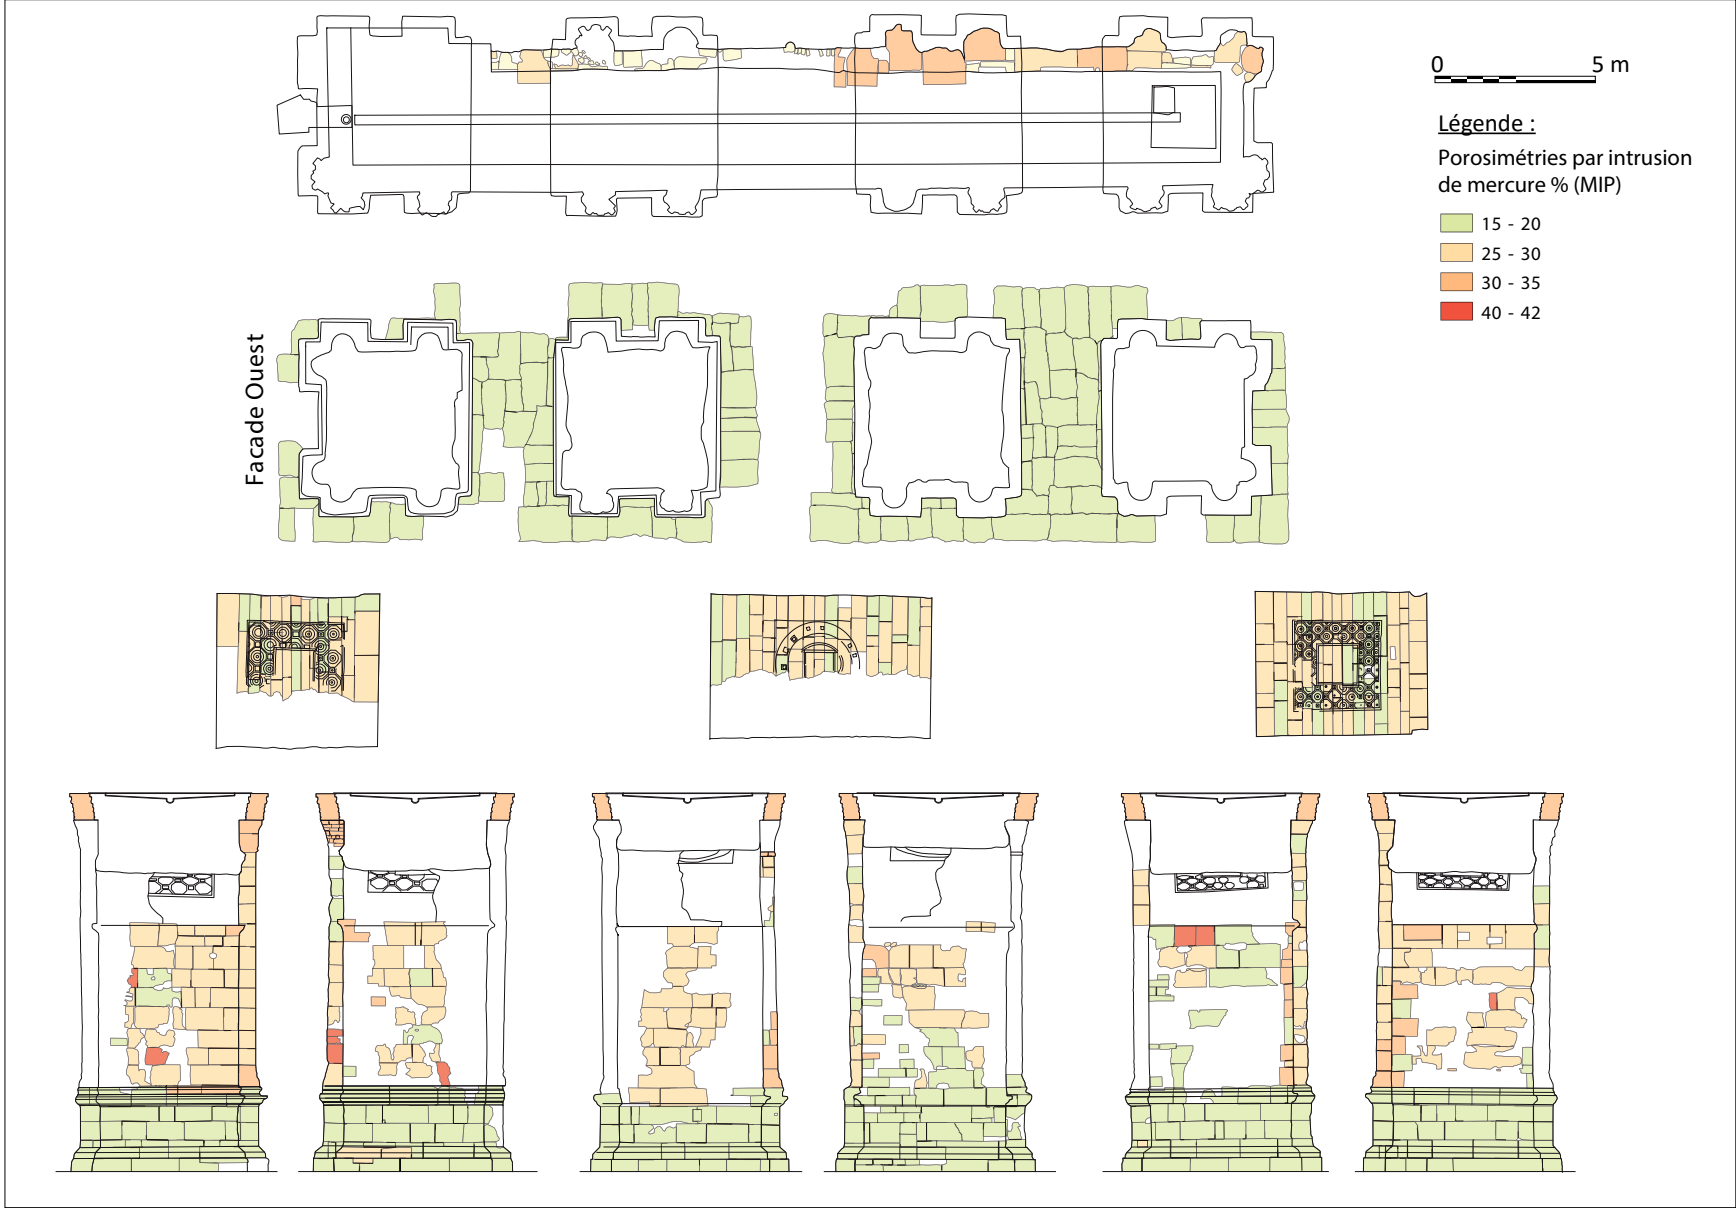 0 5 m
Légende :
Porosimétries par intrusion
de mercure % (MIP)
15 - 20
25 - 30
30 - 35
40 - 42
Facade Ouest